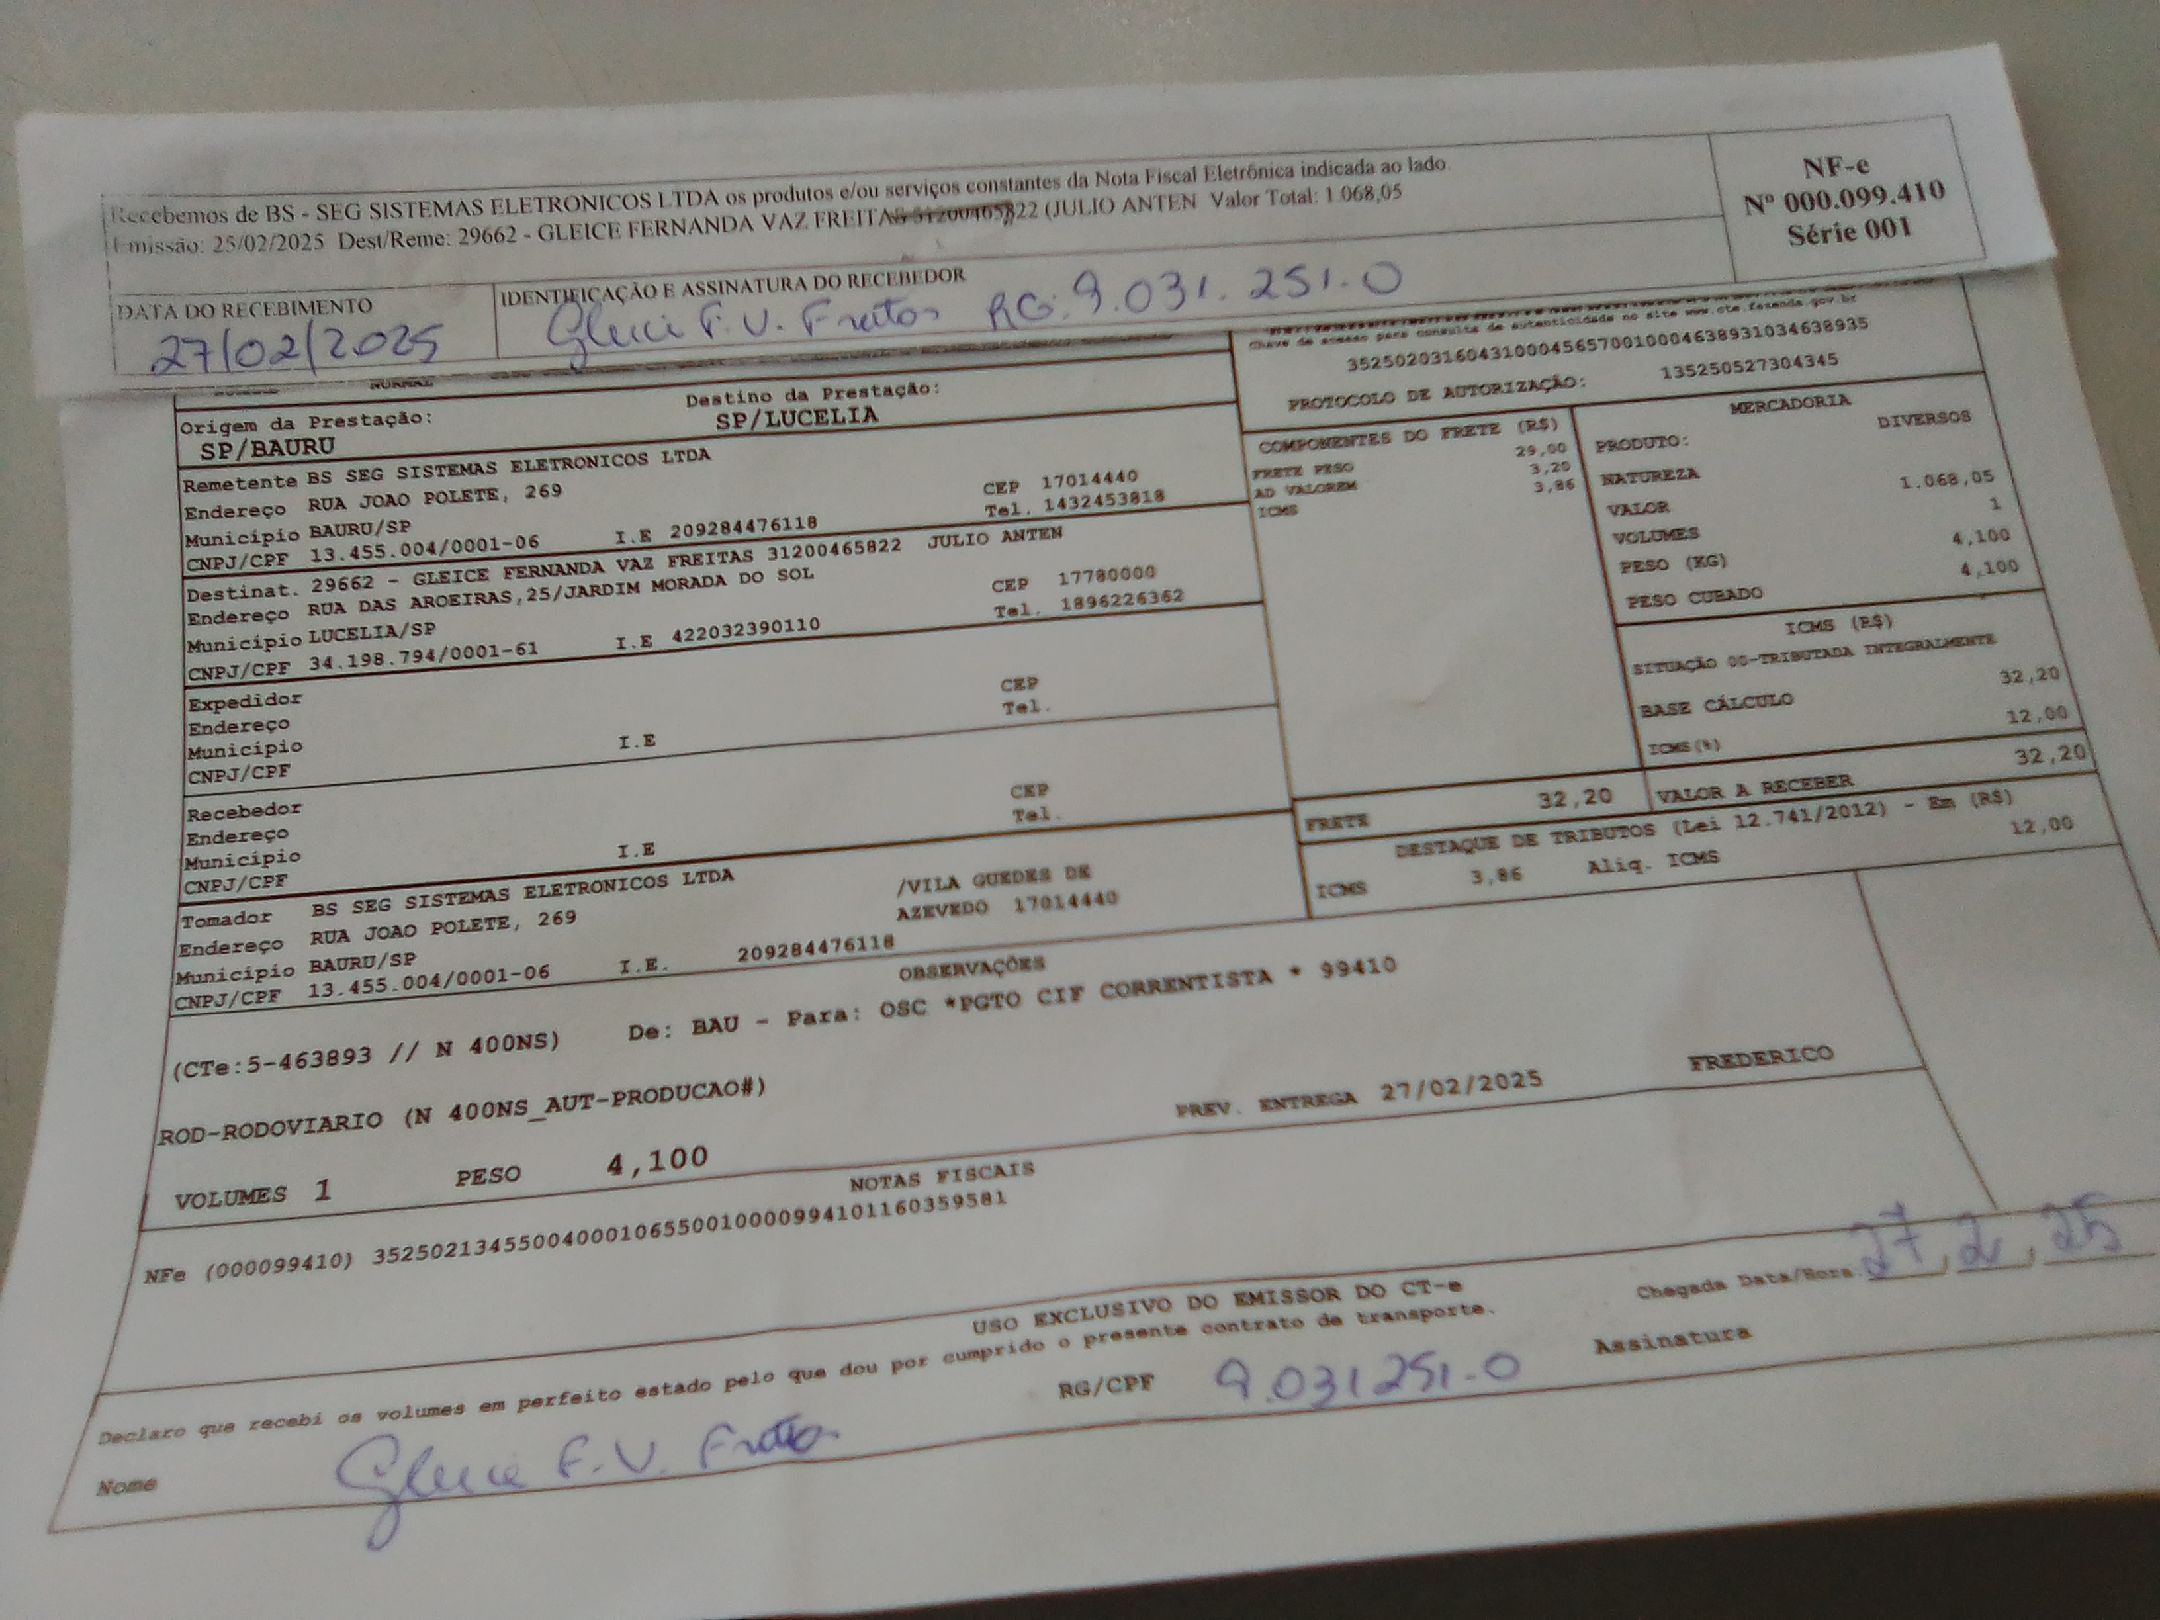 Recebemos de BS - SEG SISTEMAS ELETRONICOS LTDA os produtos e/ou serviços constantes da Nota Fiscal Eletrônica indicada ao lado.
Emissão: 25/02/2025 Dest/Reme: 29662 - GLEICE FERNANDA VAZ FREITAS 31200465822 (JULIO ANTEN Valor Total: 1.068,05
NF-e
Nº 000.099.410
Série 001
DATA DO RECEBIMENTO
27/02/2025
IDENTIFICAÇÃO E ASSINATURA DO RECEBEDOR
Gleice F. V. Freitas RG: 9.031.251-0
NORMAL
Chave de acesso para consulta de autenticidade no site www.cte.fazenda.gov.br
35250203160431000456570010004638931034638935
PROTOCOLO DE AUTORIZAÇÃO: 135250527304345
Origem da Prestação:
SP/BAURU
Destino da Prestação:
SP/LUCELIA
Remetente BS SEG SISTEMAS ELETRONICOS LTDA
Endereço RUA JOAO POLETE, 269 CEP 17014440
Município BAURU/SP Tel. 1432453818
CNPJ/CPF 13.455.004/0001-06 I.E 209284476118
Destinat. 29662 - GLEICE FERNANDA VAZ FREITAS 31200465822 JULIO ANTEN
Endereço RUA DAS AROEIRAS,25/JARDIM MORADA DO SOL CEP 17780000
Município LUCELIA/SP Tel. 1896226362
CNPJ/CPF 34.198.794/0001-61 I.E 422032390110
Expedidor
Endereço CEP
Município Tel.
CNPJ/CPF I.E
Recebedor
Endereço CEP
Município Tel.
CNPJ/CPF I.E
Tomador BS SEG SISTEMAS ELETRONICOS LTDA
Endereço RUA JOAO POLETE, 269 /VILA GUEDES DE
Município BAURU/SP AZEVEDO 17014440
CNPJ/CPF 13.455.004/0001-06 I.E. 209284476118
COMPONENTES DO FRETE (R$)
FRETE PESO 29,00
AD VALOREM 3,20
ICMS 3,86
MERCADORIA
PRODUTO: DIVERSOS
NATUREZA
VALOR 1.068,05
VOLUMES 1
PESO (KG) 4,100
PESO CUBADO 4,100
ICMS (R$)
SITUAÇÃO 00-TRIBUTADA INTEGRALMENTE
BASE CÁLCULO 32,20
ICMS(%) 12,00
FRETE 32,20
VALOR A RECEBER 32,20
DESTAQUE DE TRIBUTOS (Lei 12.741/2012) - Em (R$)
ICMS 3,86 Aliq. ICMS 12,00
OBSERVAÇÕES
(CTe:5-463893 // N 400NS) De: BAU - Para: OSC *PGTO CIF CORRENTISTA * 99410
ROD-RODOVIARIO (N 400NS_AUT-PRODUCAO#)
PREV. ENTREGA 27/02/2025 FREDERICO
VOLUMES 1 PESO 4,100
NOTAS FISCAIS
NFe (000099410) 35250213455004000106550010000994101160359581
USO EXCLUSIVO DO EMISSOR DO CT-e
Declaro que recebi os volumes em perfeito estado pelo que dou por cumprido o presente contrato de transporte.
Chegada Data/Hora 27, 2, 25
Nome Gleice F. V. Freitas
RG/CPF 9.031251-0
Assinatura